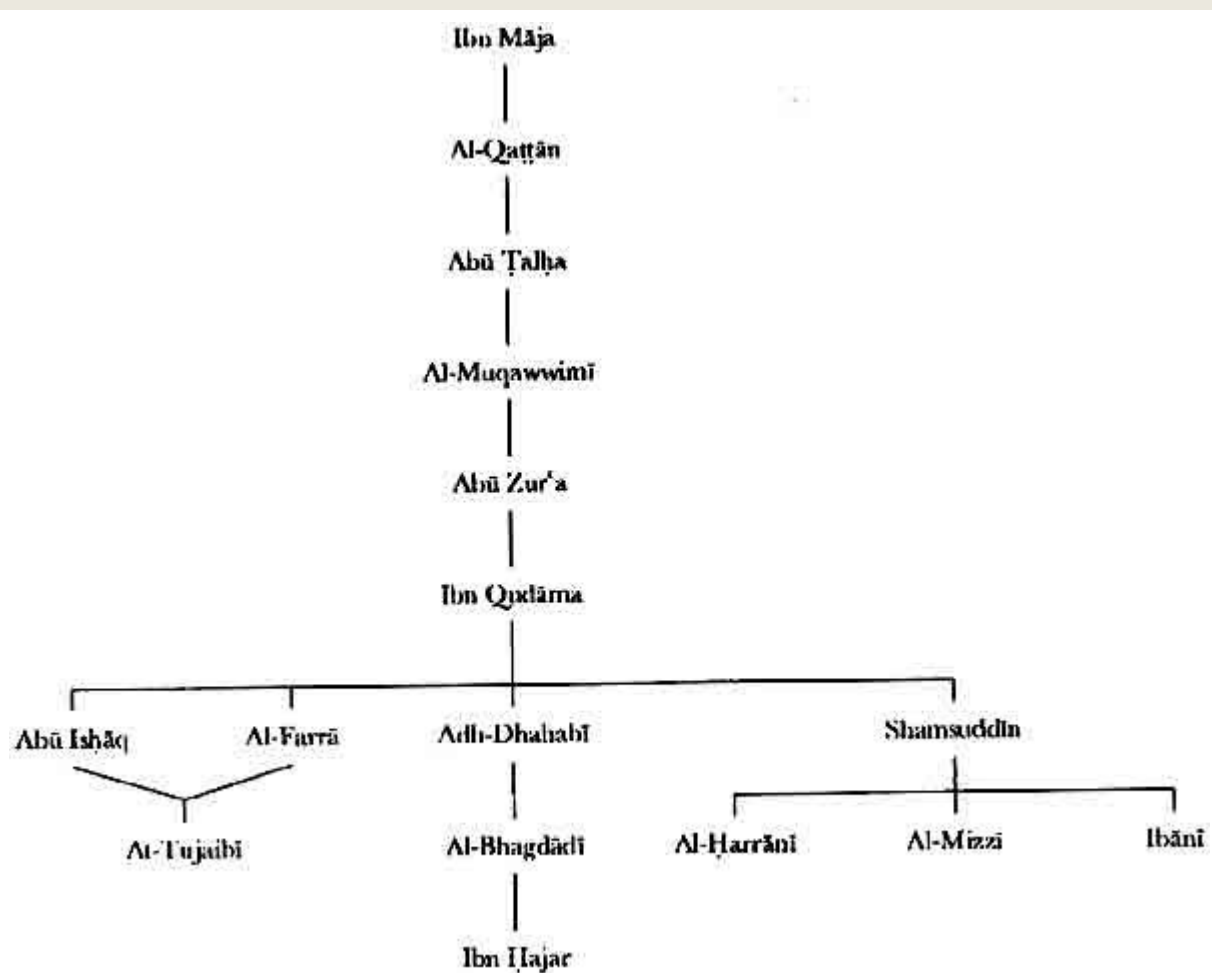 Ibn Māja
Al-Qaṭṭān
Abū Ṭalḥa
Al-Muqawwimī
Abū Zurʿa
Ibn Qudāma
Abū Isḥāq Al-Farrā Adh-Dhahabī Shamsuddīn
At-Tujaibī Al-Bhagdādī Al-Ḥarrānī Al-Mizzī Ibānī
Ibn Ḥajar